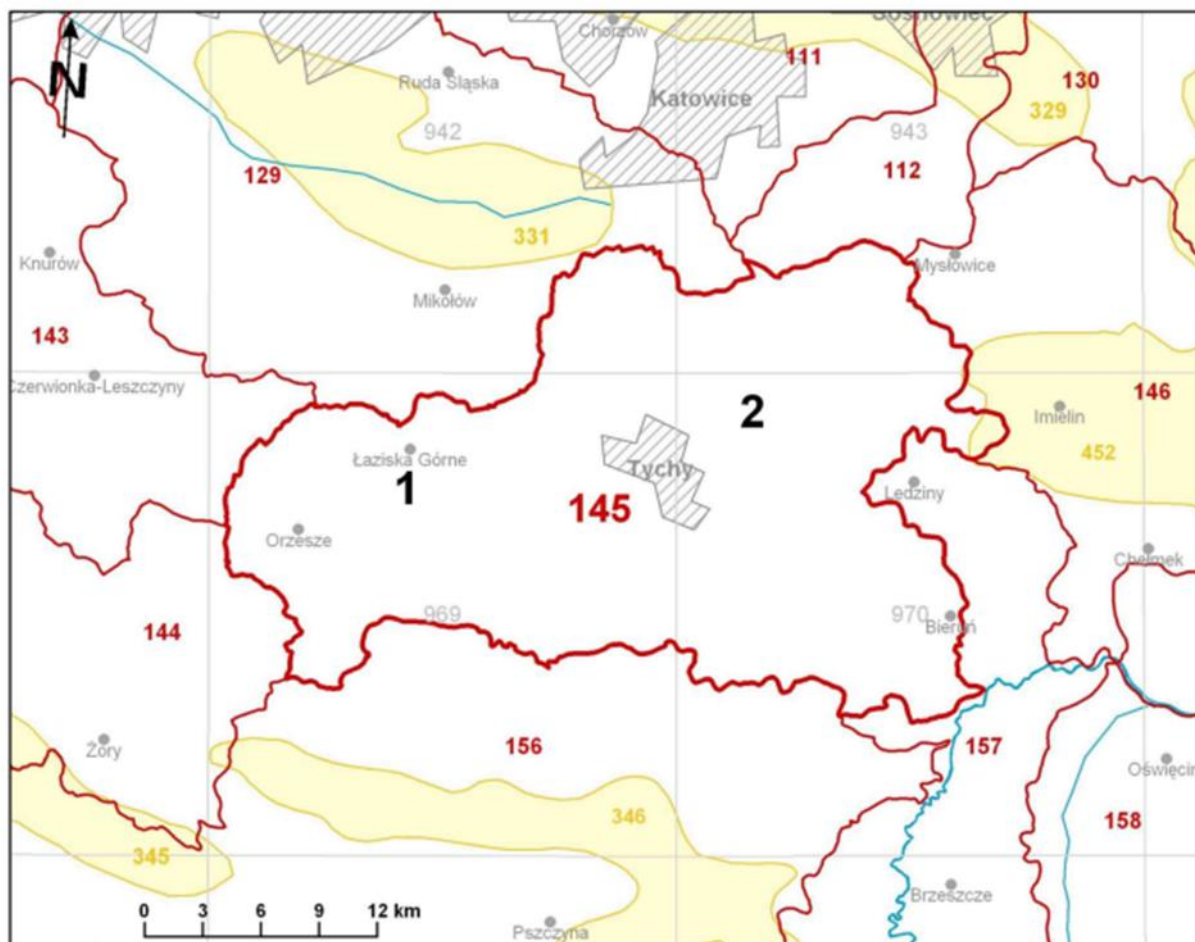 Sosnowiec
Chorzów
111
130
N
Ruda Śląska
Katowice
329
942
943
129
112
331
Knurów
Mysłowice
Mikołów
143
Czerwionka-Leszczyny
146
2
Imielin
452
Łaziska Górne
Tychy
1
145
Lędziny
Orzesze
Chełmek
969
970
Bieruń
144
Żory
156
157
Oświęcim
346
158
345
Brzeszcze
0 3 6 9 12 km
Pszczyna